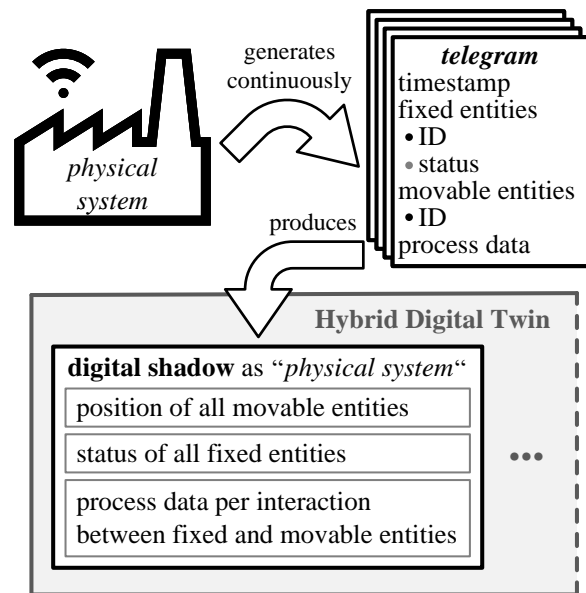 generates
continuously
physical
system
telegram
timestamp
fixed entities
• ID
• status
movable entities
• ID
process data
produces
Hybrid Digital Twin
digital shadow as “physical system“
position of all movable entities
status of all fixed entities
process data per interaction
between fixed and movable entities
•••